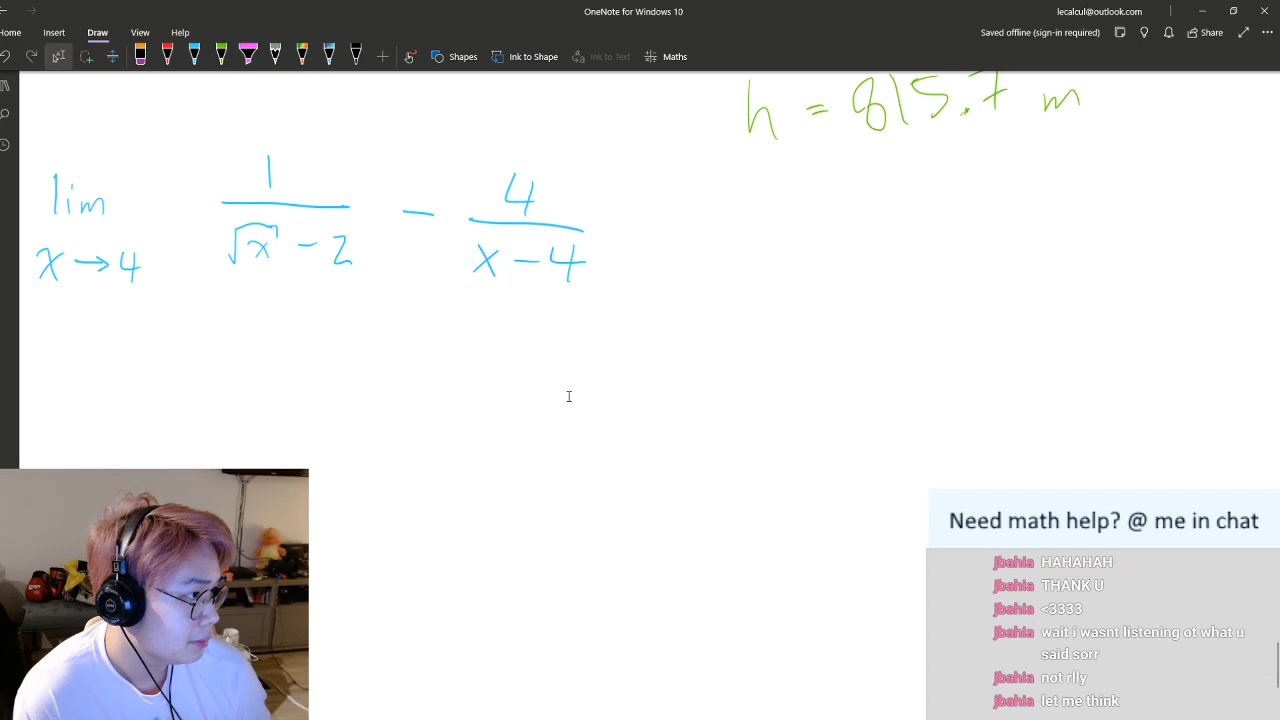 OneNote for Windows 10
lecalcul@outlook.com
Home Insert Draw View Help
Saved offline (sign-in required) Share
Shapes Ink to Shape Ink to Text Maths
h = 815.7 m
lim x→4 1/(√x - 2) - 4/(x - 4)
Need math help? @ me in chat
Jbahia HAHAHAH
Jbahia THANK U
Jbahia <3333
Jbahia wait i wasnt listening ot what u
said sorr
Jbahia not rlly
Jbahia let me think